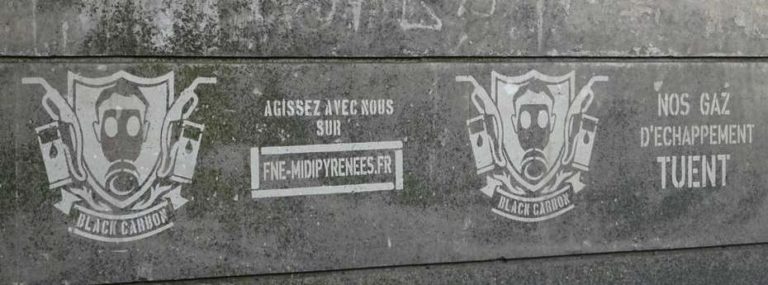 BLACK CARBON
AGISSEZ AVEC NOUS
SUR
FNE-MIDIPYRENEES.FR
BLACK CARBON
NOS GAZ
D'ECHAPPEMENT
TUENT